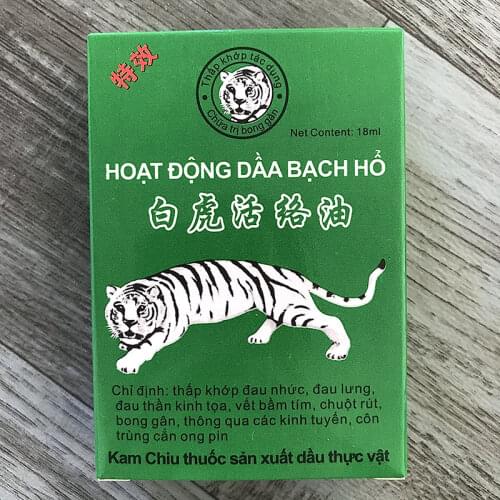 特效
Thấp khớp tác dụng
Chữa trị bong gân
Net Content: 18ml
HOẠT ĐỘNG DẦA BẠCH HỔ
白虎活络油
Chỉ định: thấp khớp đau nhức, đau lưng,
đau thần kinh tọa, vết bầm tím, chuột rút,
bong gân, thông qua các kinh tuyến, côn
trùng cắn ong pin
Kam Chiu thuốc sản xuất dầu thực vật